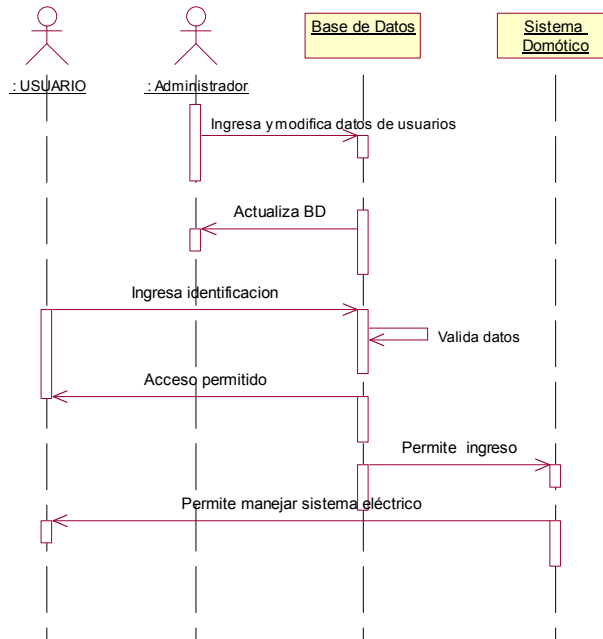 Base de Datos
Sistema
Domótico
: USUARIO
: Administrador
Ingresa y modifica datos de usuarios
Actualiza BD
Ingresa identificacion
Valida datos
Acceso permitido
Permite ingreso
Permite manejar sistema eléctrico